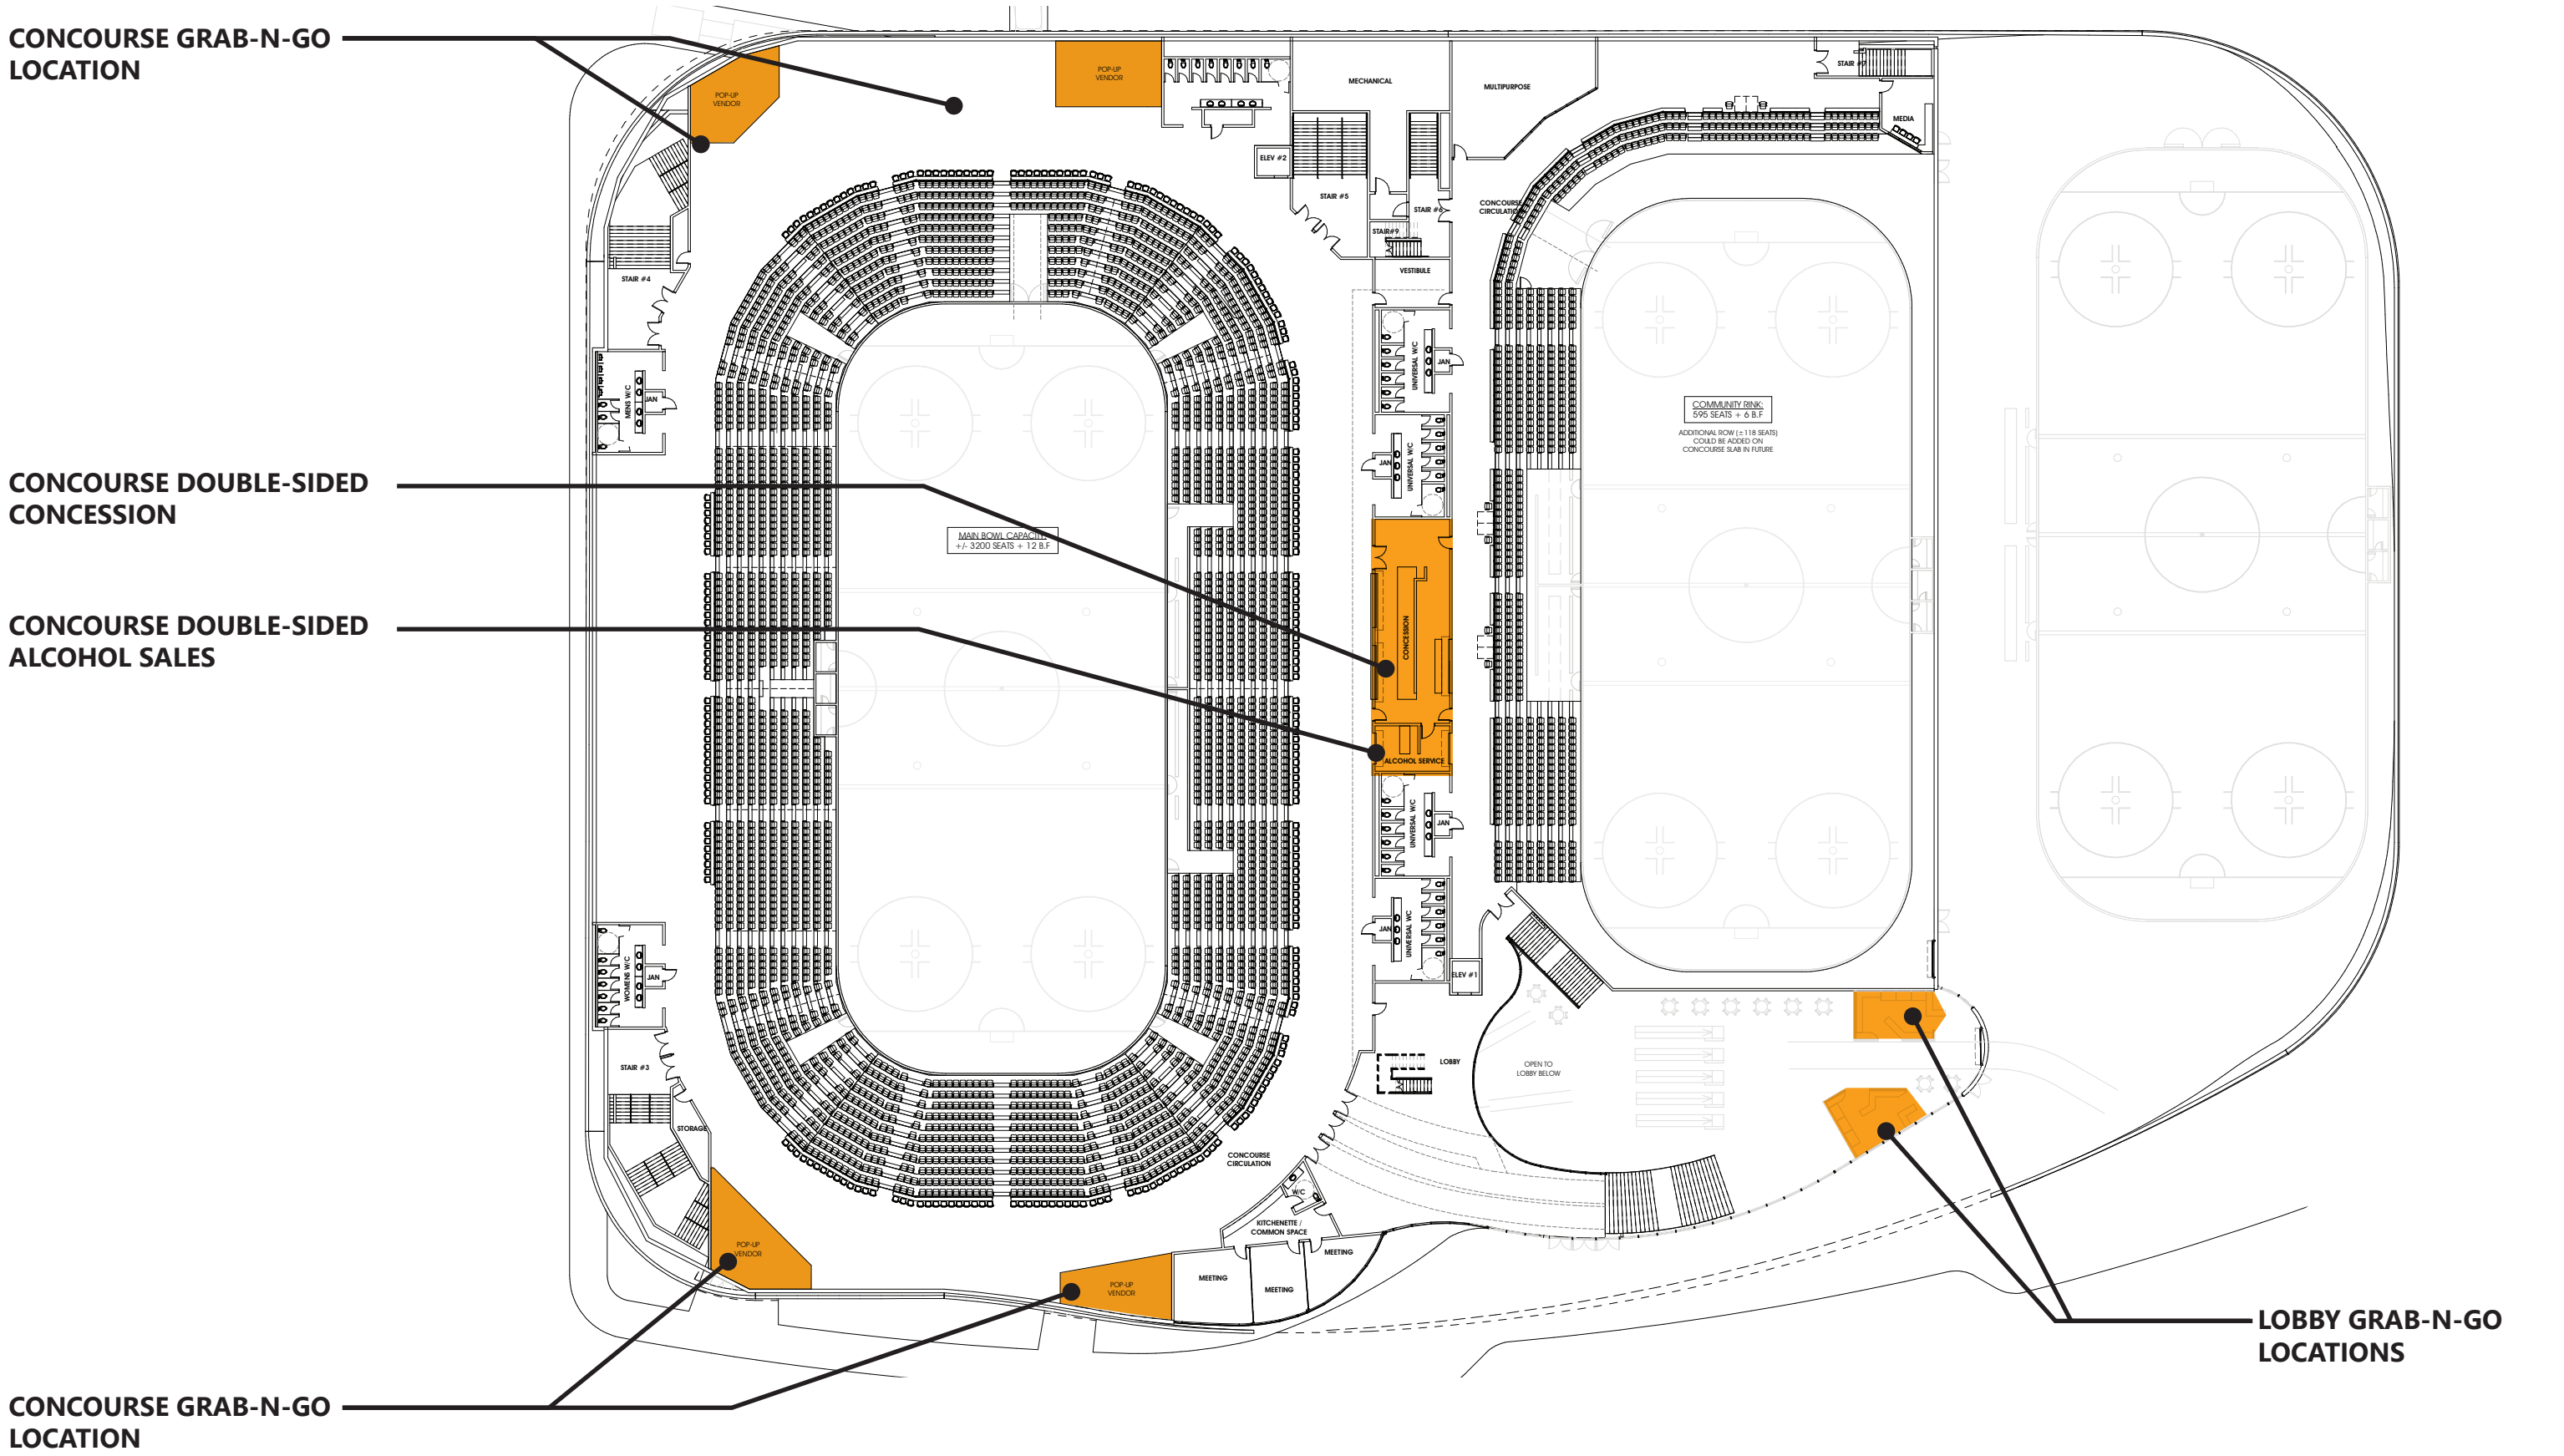 CONCOURSE GRAB-N-GO
LOCATION
POP-UP
VENDOR
POP-UP
VENDOR
MECHANICAL
MULTIPURPOSE
STAIR #7
MEDIA
ELEV #2
STAIR #5
STAIR #6
CONCOURSE
CIRCULATION
STAIR#9
VESTIBULE
STAIR #4
MENS W/C
JAN
UNIVERSAL W/C
JAN
COMMUNITY RINK:
595 SEATS + 6 B.F
ADDITIONAL ROW (±118 SEATS)
COULD BE ADDED ON
CONCOURSE SLAB IN FUTURE
JAN
UNIVERSAL W/C
CONCOURSE DOUBLE-SIDED
CONCESSION
MAIN BOWL CAPACITY:
+/- 3200 SEATS + 12 B.F
CONCOURSE DOUBLE-SIDED
ALCOHOL SALES
CONCESSION
ALCOHOL SERVICE
UNIVERSAL W/C
JAN
JAN
UNIVERSAL WC
ELEV #1
WOMENS W/C
JAN
STAIR #3
LOBBY
OPEN TO
LOBBY BELOW
STORAGE
CONCOURSE
CIRCULATION
W/C
KITCHENETTE /
COMMON SPACE
MEETING
MEETING
MEETING
POP-UP
VENDOR
POP-UP
VENDOR
LOBBY GRAB-N-GO
LOCATIONS
CONCOURSE GRAB-N-GO
LOCATION